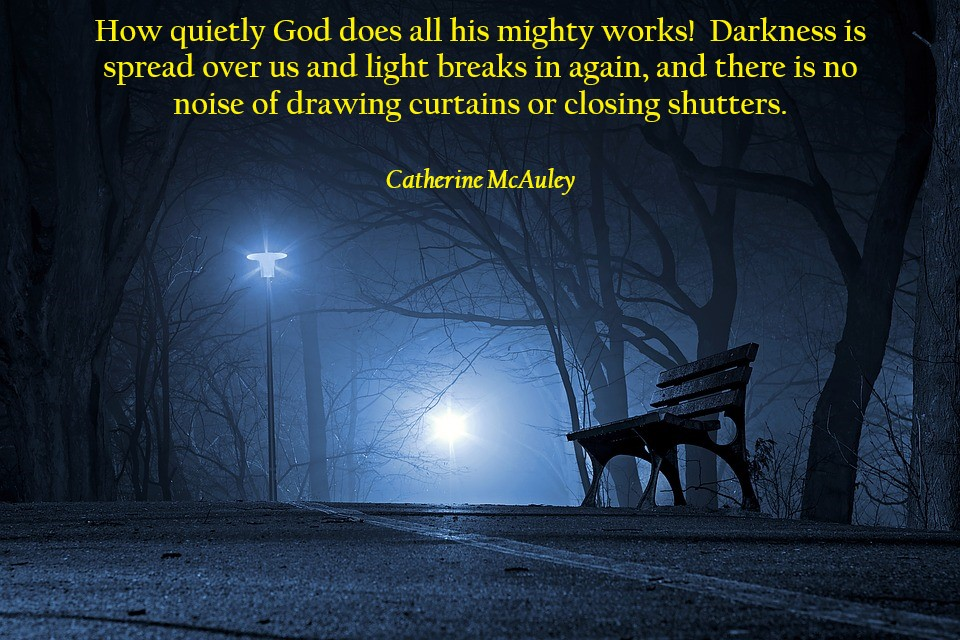 How quietly God does all his mighty works!  Darkness is
spread over us and light breaks in again, and there is no
noise of drawing curtains or closing shutters.
Catherine McAuley